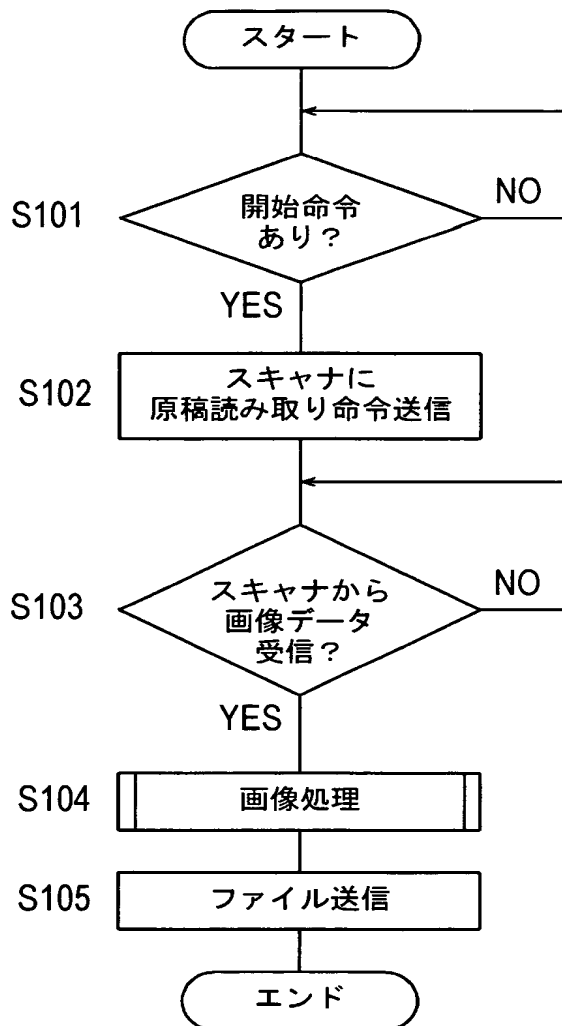 スタート
S101
開始命令
あり？
NO
YES
S102
スキャナに
原稿読み取り命令送信
S103
スキャナから
画像データ
受信？
NO
YES
S104
画像処理
S105
ファイル送信
エンド